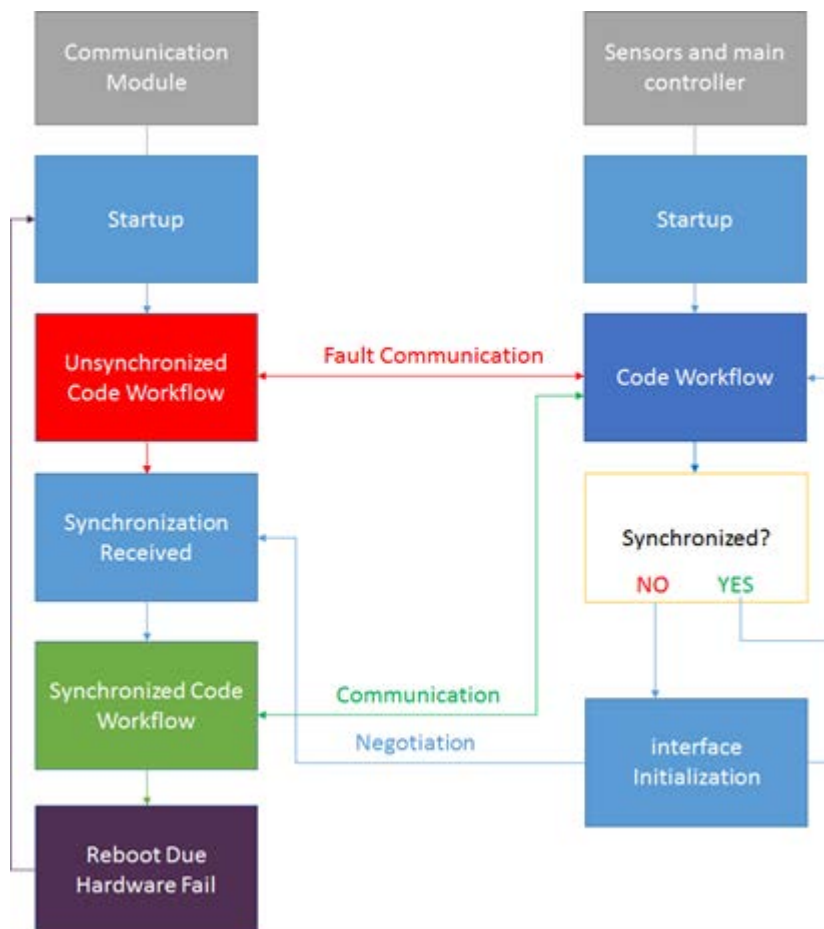 Communication
Module
Sensors and main
controller
Startup
Startup
Unsynchronized
Code Workflow
Fault Communication
Code Workflow
Synchronization
Received
Synchronized?
NO YES
Synchronized Code
Workflow
Communication
Negotiation
interface
Initialization
Reboot Due
Hardware Fail